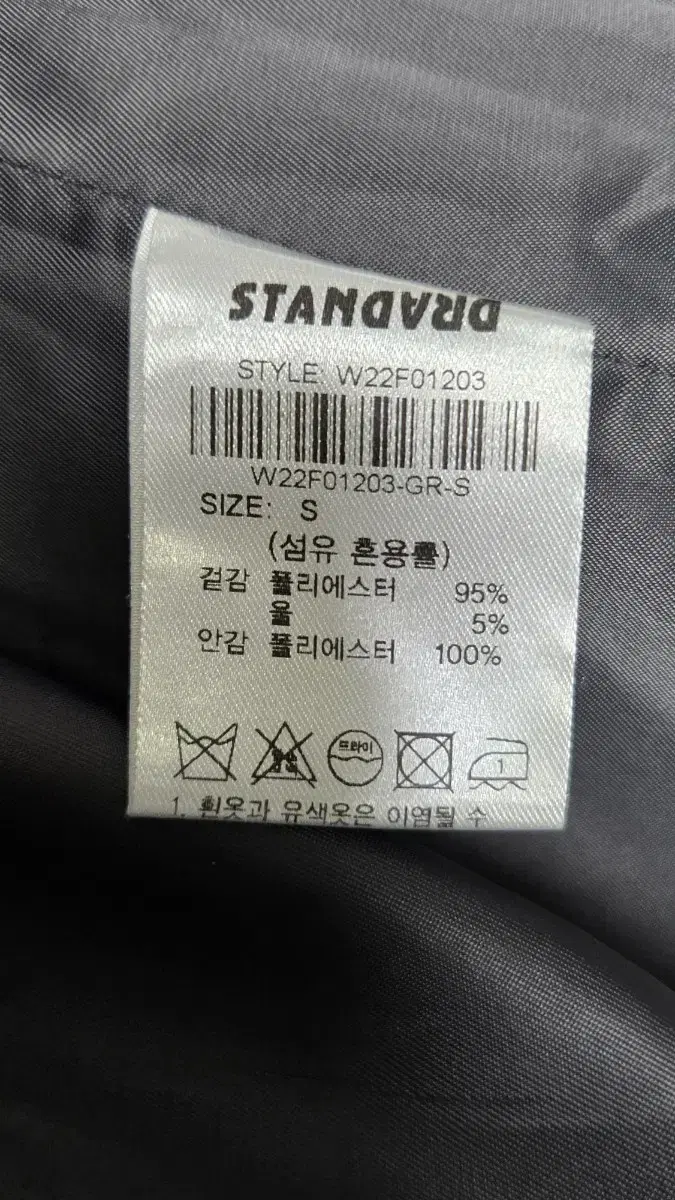 STANDARD
STYLE: W22F01203
W22F01203-GR-S
SIZE: S
(섬유 혼용률)
겉감 폴리에스터 95%
울 5%
안감 폴리에스터 100%
드라이
1
1. 흰옷과 유색옷은 이염될 수